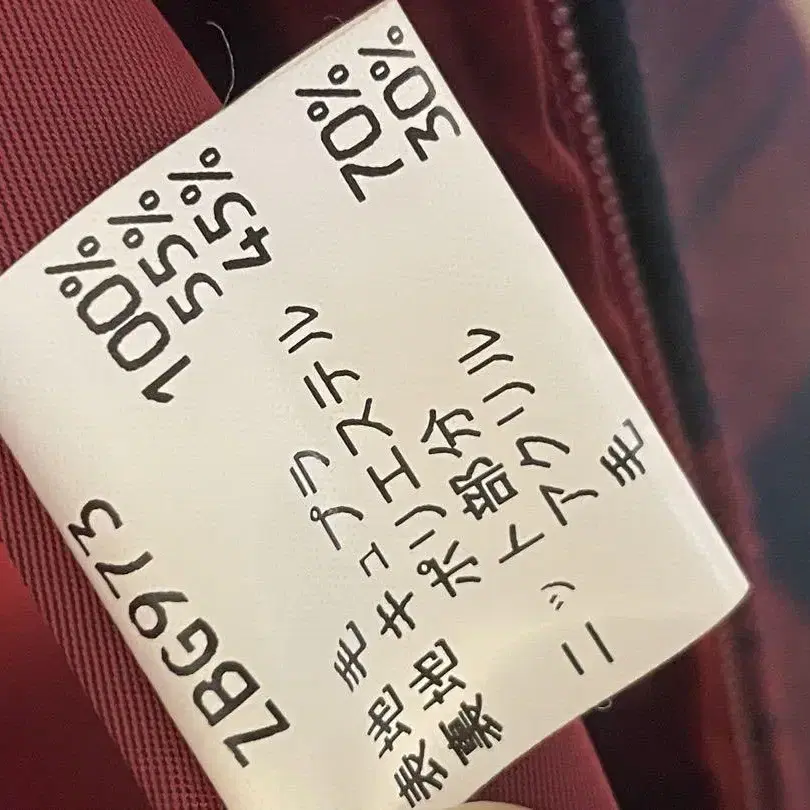 ZBG973
表地 毛 100%
裏地 キュプラ 55%
ポリエステル 45%
ニット部分
アクリル 70%
毛 30%